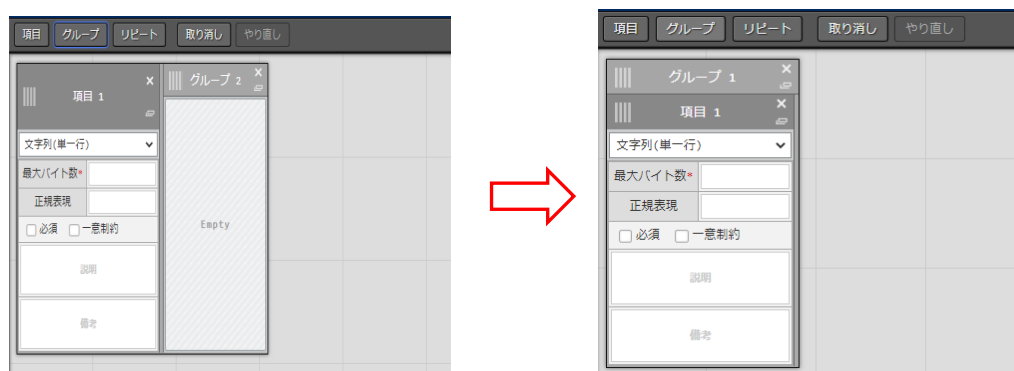 項目 グループ リピート 取り消し やり直し
項目 1 グループ 2
文字列(単一行)
最大バイト数*
正規表現
必須 一意制約
Empty
説明
備考
項目 グループ リピート 取り消し やり直し
グループ 1
項目 1
文字列(単一行)
最大バイト数*
正規表現
必須 一意制約
説明
備考